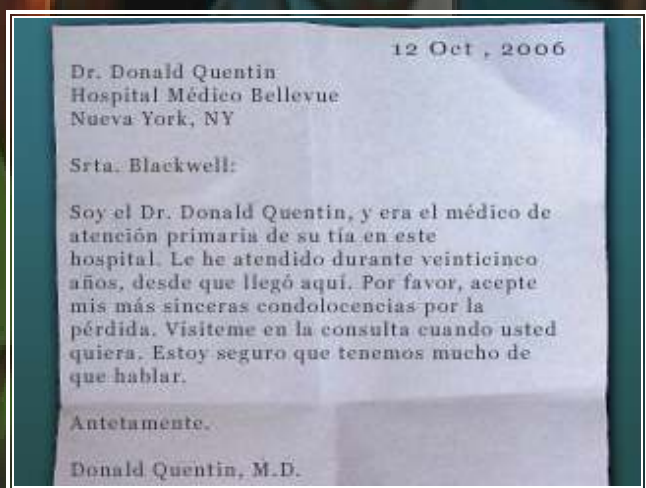 12 Oct , 2006
Dr. Donald Quentin
Hospital Médico Bellevue
Nueva York, NY
Srta. Blackwell:
Soy el Dr. Donald Quentin, y era el médico de
atención primaria de su tía en este
hospital. Le he atendido durante veinticinco
años, desde que llegó aquí. Por favor, acepte
mis más sinceras condolocencias por la
pérdida. Visiteme en la consulta cuando usted
quiera. Estoy seguro que tenemos mucho de
que hablar.
Antetamente.
Donald Quentin, M.D.